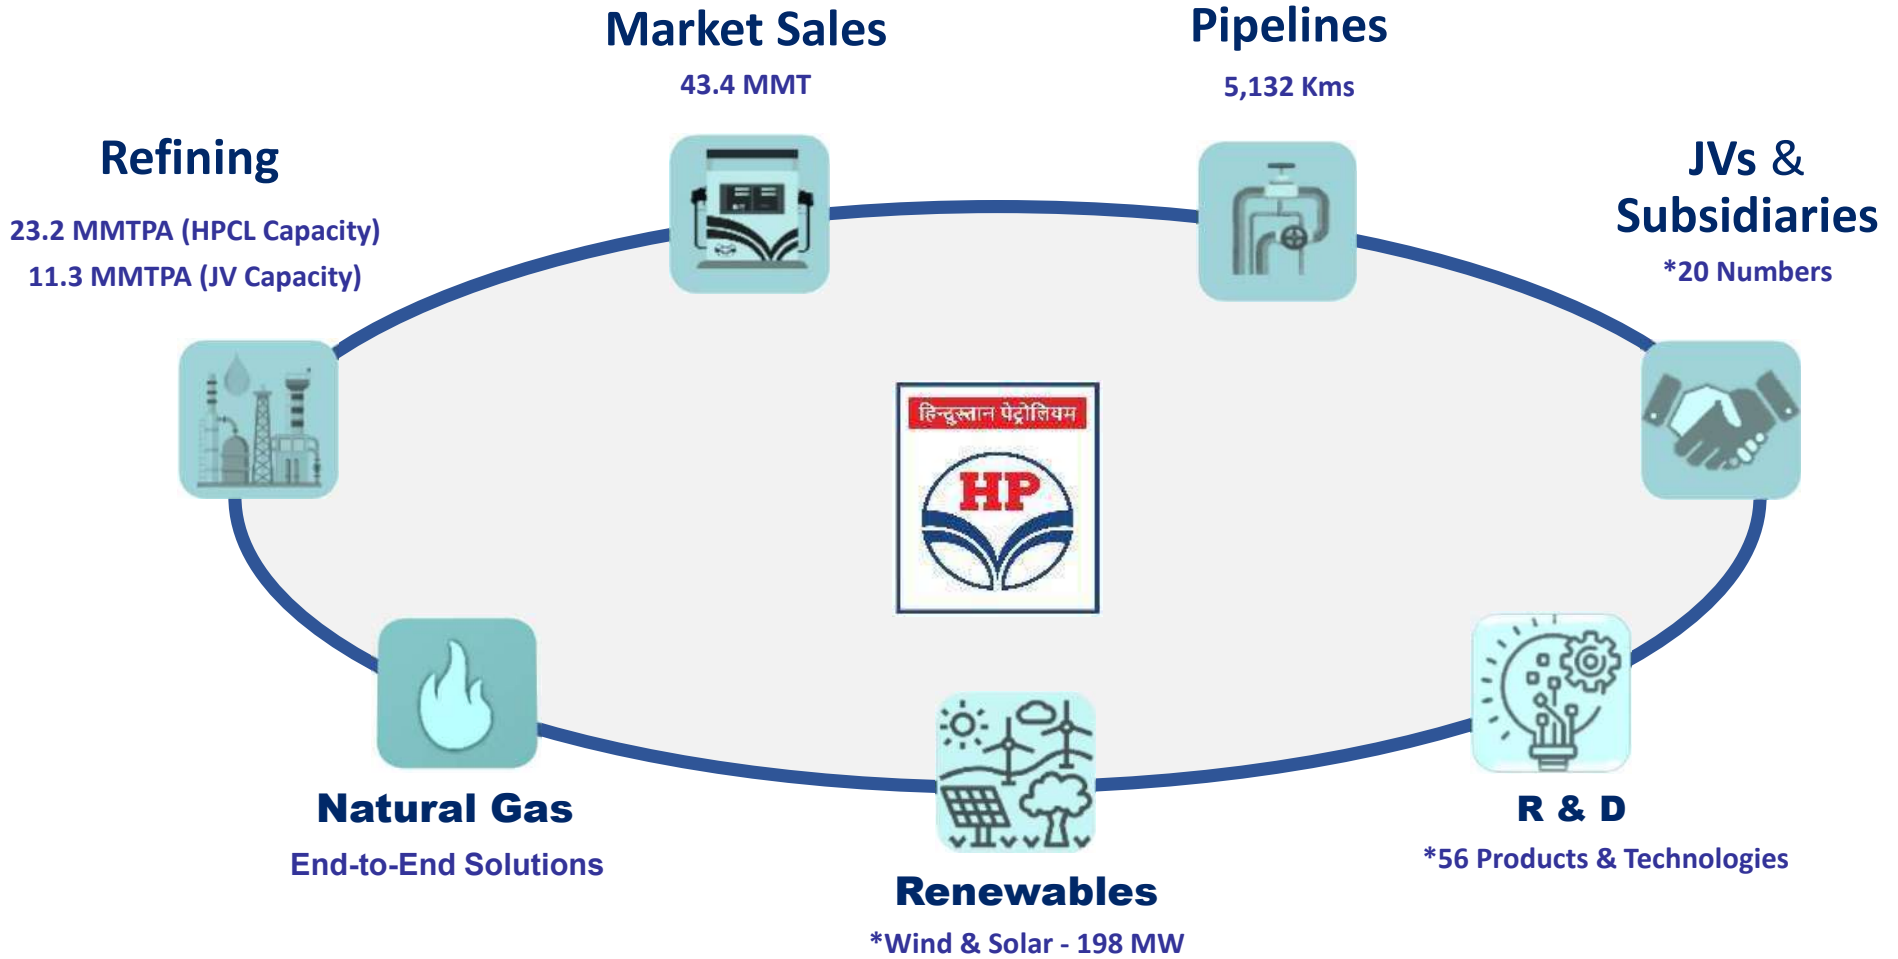 Market Sales
43.4 MMT
Pipelines
5,132 Kms
Refining
23.2 MMTPA (HPCL Capacity)
11.3 MMTPA (JV Capacity)
JVs &
Subsidiaries
*20 Numbers
हिन्दुस्तान पेट्रोलियम
HP
Natural Gas
End-to-End Solutions
Renewables
*Wind & Solar - 198 MW
R & D
*56 Products & Technologies